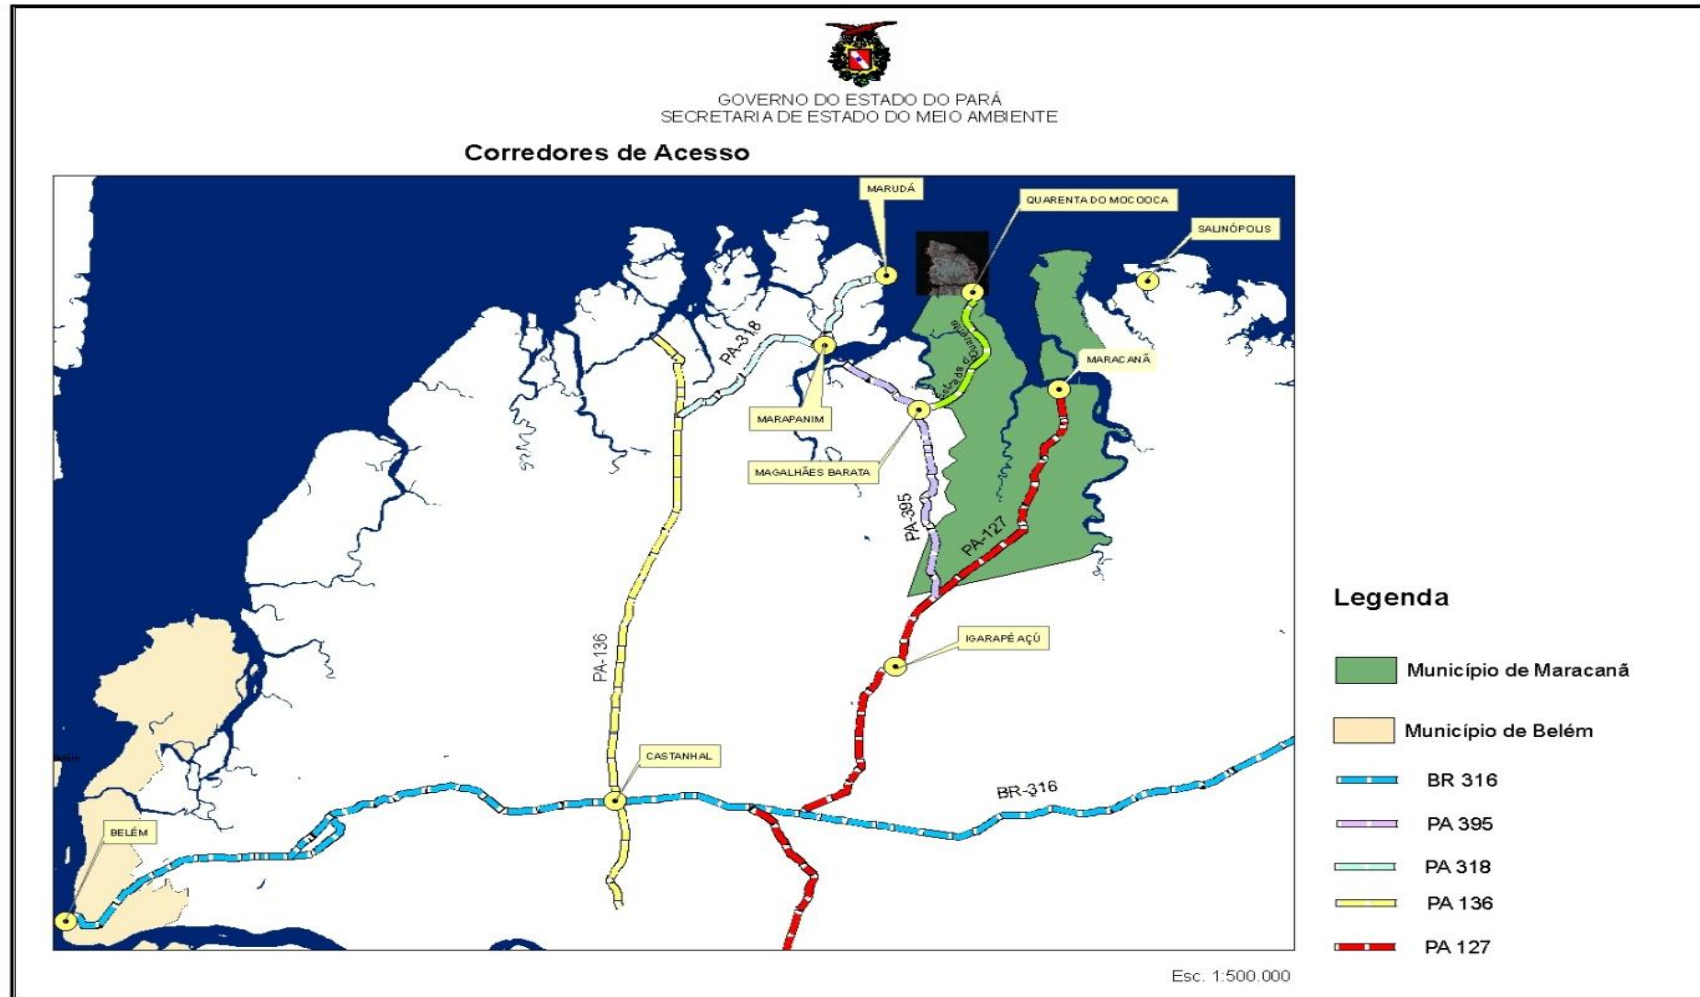 GOVERNO DO ESTADO DO PARÁ
SECRETARIA DE ESTADO DO MEIO AMBIENTE
Corredores de Acesso
MARUDÁ
QUARENTA DO MOCOOCA
SALINÓPOLIS
PA-318
MARACANÃ
MARAPANIM
MAGALHÃES BARATA
PA-395
PA-127
IGARAPÉ AÇÚ
PA-136
CASTANHAL
BR-316
BELÉM
Legenda
Município de Maracanã
Município de Belém
BR 316
PA 395
PA 318
PA 136
PA 127
Esc. 1:500.000